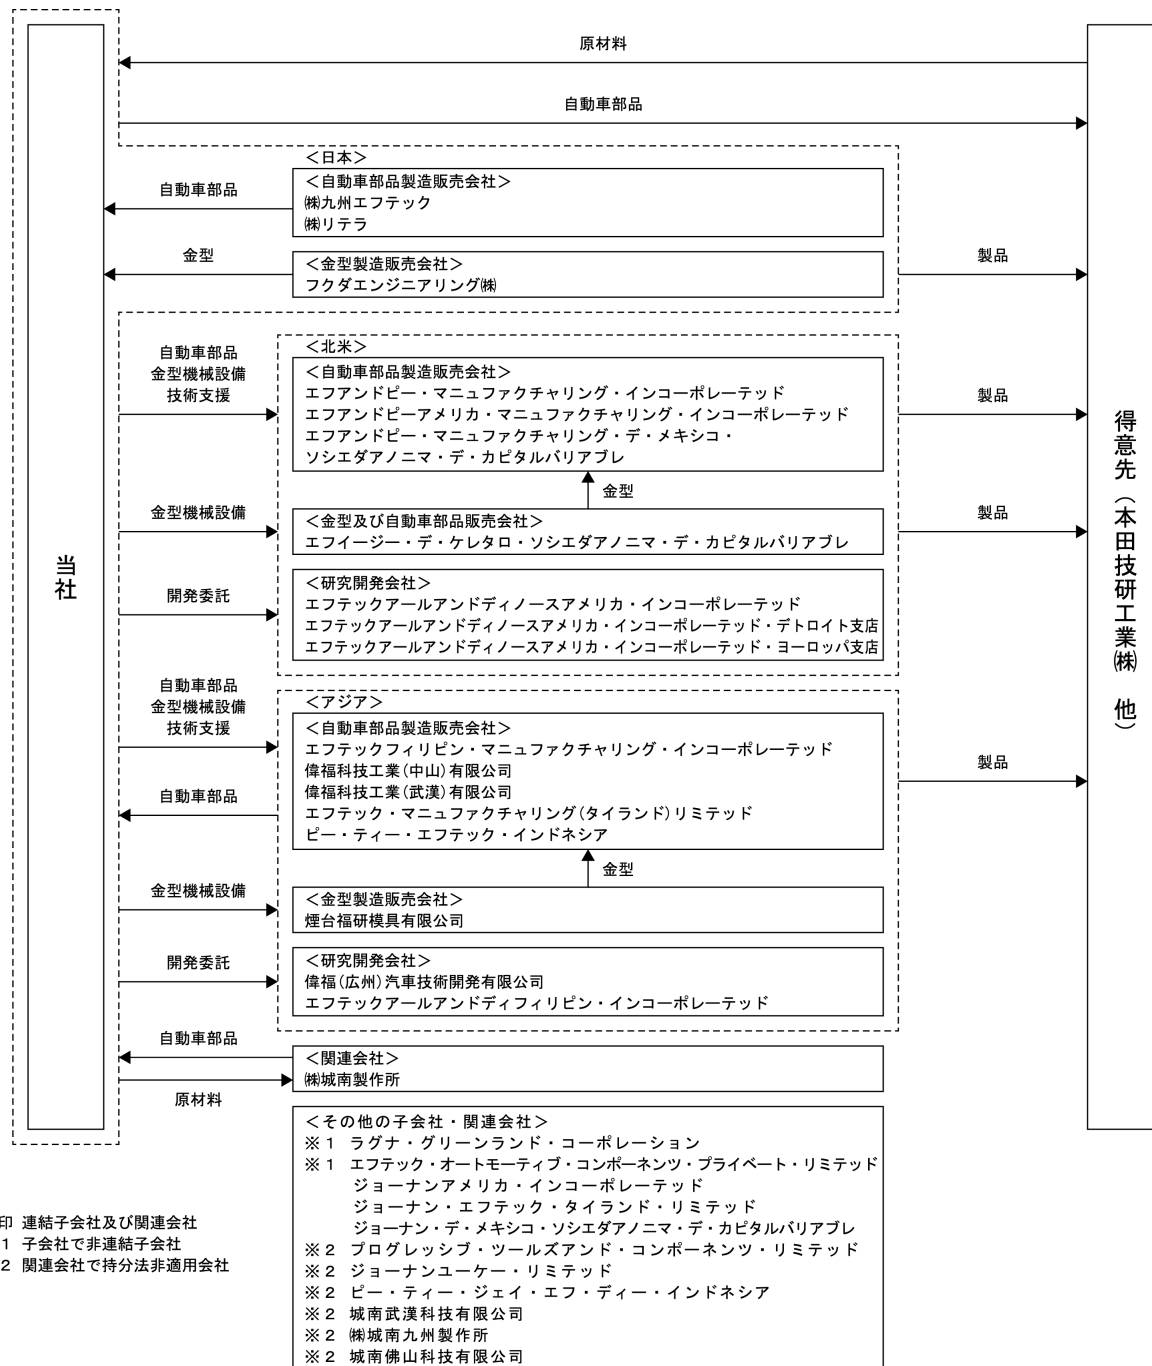 原材料
自動車部品
<日本>
<自動車部品製造販売会社>
㈱九州エフテック
㈱リテラ
自動車部品
<金型製造販売会社>
フクダエンジニアリング㈱
金型
製品
<北米>
<自動車部品製造販売会社>
エフアンドピー・マニュファクチャリング・インコーポレーテッド
エフアンドピーアメリカ・マニュファクチャリング・インコーポレーテッド
エフアンドピー・マニュファクチャリング・デ・メキシコ・
ソシエダアノニマ・デ・カピタルバリアブレ
自動車部品
金型機械設備
技術支援
製品
金型
金型機械設備
<金型及び自動車部品販売会社>
エフイージー・デ・ケレタロ・ソシエダアノニマ・デ・カピタルバリアブレ
製品
開発委託
<研究開発会社>
エフテックアールアンドディノースアメリカ・インコーポレーテッド
エフテックアールアンドディノースアメリカ・インコーポレーテッド・デトロイト支店
エフテックアールアンドディノースアメリカ・インコーポレーテッド・ヨーロッパ支店
当社
得意先（本田技研工業㈱ 他）
自動車部品
金型機械設備
技術支援
<アジア>
<自動車部品製造販売会社>
エフテックフィリピン・マニュファクチャリング・インコーポレーテッド
偉福科技工業(中山)有限公司
偉福科技工業(武漢)有限公司
エフテック・マニュファクチャリング(タイランド)リミテッド
ピー・ティー・エフテック・インドネシア
自動車部品
製品
金型
金型機械設備
<金型製造販売会社>
煙台福研模具有限公司
開発委託
<研究開発会社>
偉福(広州)汽車技術開発有限公司
エフテックアールアンドディフィリピン・インコーポレーテッド
自動車部品
<関連会社>
㈱城南製作所
原材料
<その他の子会社・関連会社>
※1 ラグナ・グリーンランド・コーポレーション
※1 エフテック・オートモーティブ・コンポーネンツ・プライベート・リミテッド
ジョーナンアメリカ・インコーポレーテッド
ジョーナン・エフテック・タイランド・リミテッド
ジョーナン・デ・メキシコ・ソシエダアノニマ・デ・カピタルバリアブレ
※2 プログレッシブ・ツールズアンド・コンポーネンツ・リミテッド
※2 ジョーナンユーケー・リミテッド
※2 ピー・ティー・ジェイ・エフ・ディー・インドネシア
※2 城南武漢科技有限公司
※2 ㈱城南九州製作所
※2 城南佛山科技有限公司
印 連結子会社及び関連会社
1 子会社で非連結子会社
2 関連会社で持分法非適用会社